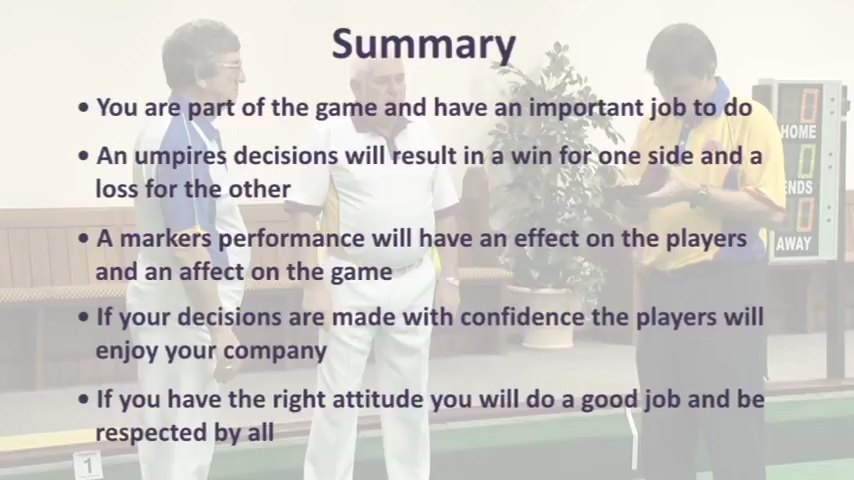 Summary
• You are part of the game and have an important job to do
• An umpires decisions will result in a win for one side and a
loss for the other
• A markers performance will have an effect on the players
and an affect on the game
• If your decisions are made with confidence the players will
enjoy your company
• If you have the right attitude you will do a good job and be
respected by all
0
HOME
0
ENDS
0
AWAY
1